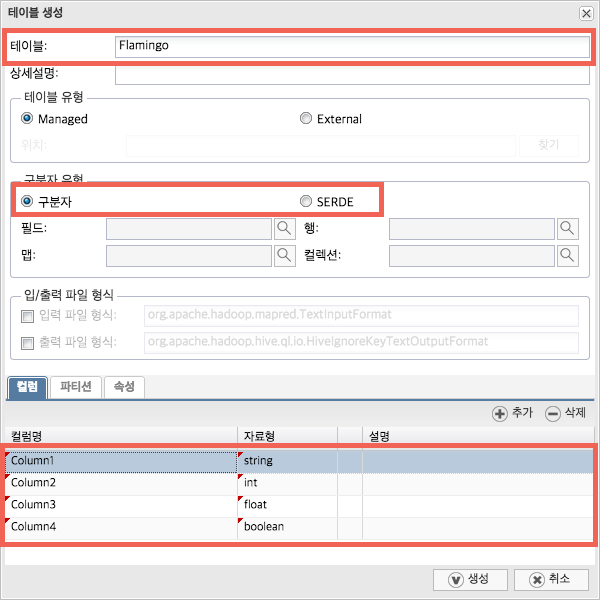 테이블 생성
테이블: Flamingo
상세설명:
테이블 유형
Managed External
위치: 찾기
구분자 유형
구분자 SERDE
필드: 행:
맵: 컬렉션:
입/출력 파일 형식
입력 파일 형식: org.apache.hadoop.mapred.TextInputFormat
출력 파일 형식: org.apache.hadoop.hive.ql.io.HiveIgnoreKeyTextOutputFormat
컬럼 파티션 속성
추가 삭제
컬럼명 자료형 설명
Column1 string
Column2 int
Column3 float
Column4 boolean
생성 취소